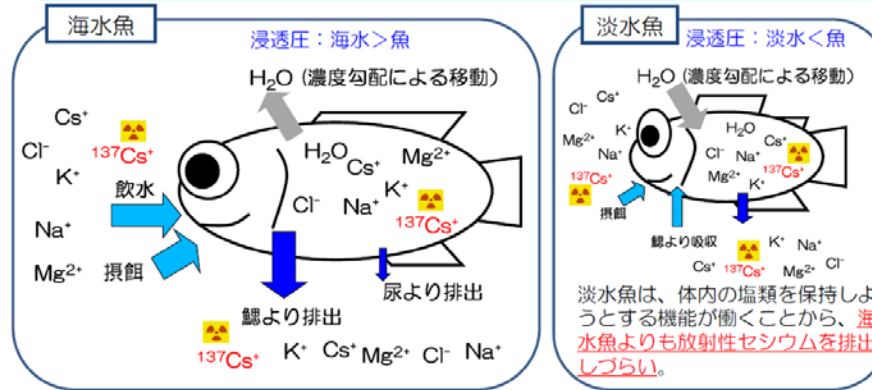 海水魚
浸透圧：海水＞魚
H₂O (濃度勾配による移動)
Cs⁺
Cl⁻
¹³⁷Cs⁺
K⁺
飲水
Na⁺
Mg²⁺
摂餌
H₂O
Cs⁺
Mg²⁺
K⁺
Cl⁻
Na⁺
¹³⁷Cs⁺
尿より排出
鰓より排出
¹³⁷Cs⁺
K⁺
Cs⁺
Mg²⁺
Cl⁻
Na⁺
淡水魚
浸透圧：淡水＜魚
H₂O (濃度勾配による移動)
Cl⁻
Cs⁺
Mg²⁺
K⁺
Na⁺
¹³⁷Cs⁺
摂餌
H₂O
Cl⁻
Na⁺
Cs⁺
Mg²⁺
K⁺
¹³⁷Cs⁺
鰓より吸収
Cs⁺
¹³⁷Cs⁺
K⁺
Na⁺
Mg²⁺
Cl⁻
淡水魚は、体内の塩類を保持しよ
うとする機能が働くことから、海
水魚よりも放射性セシウムを排出
しづらい。